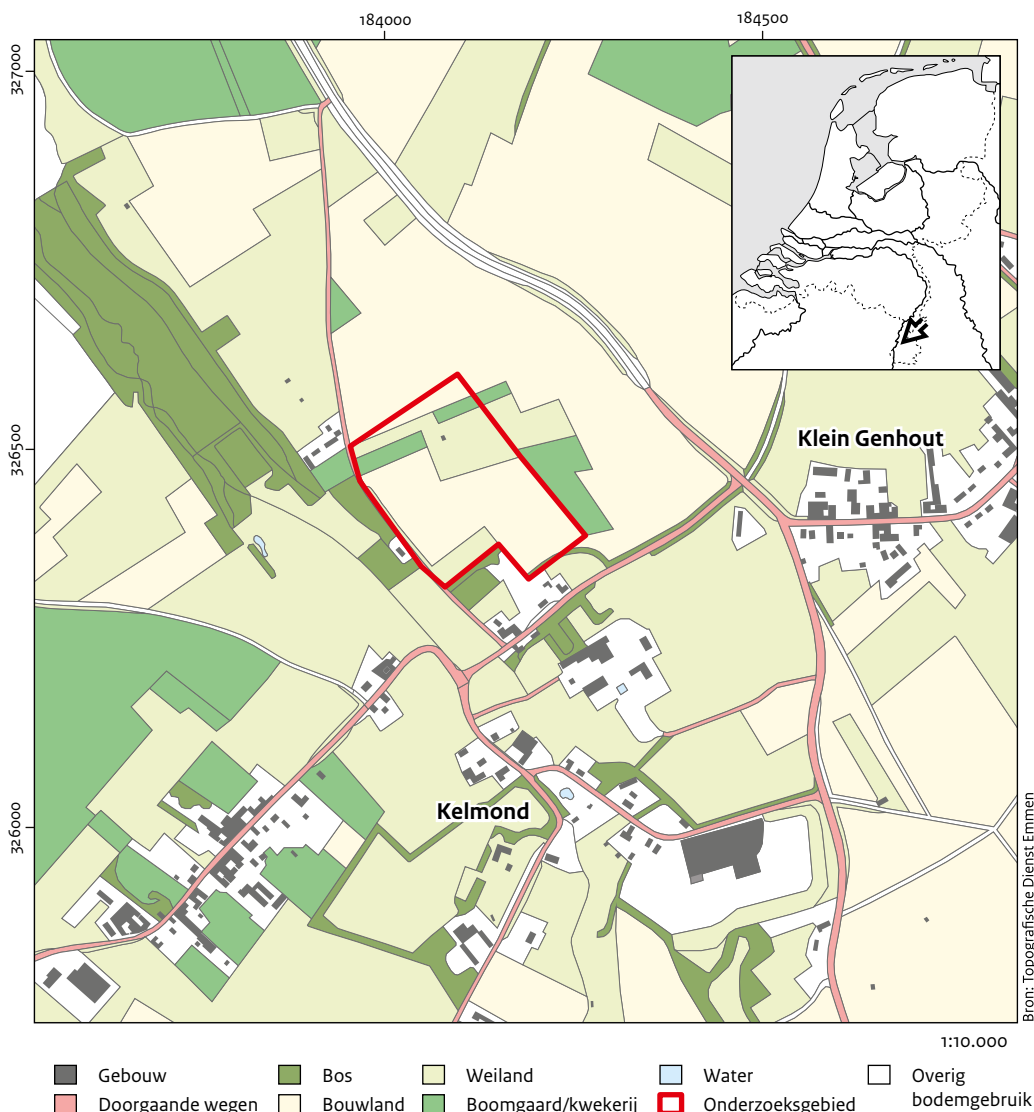 184000
184500
327000
326500
326000
Klein Genhout
Kelmond
Bron: Topografische Dienst Emmen
1:10.000
Gebouw
Bos
Weiland
Water
Overig
bodemgebruik
Doorgaande wegen
Bouwland
Boomgaard/kwekerij
Onderzoeksgebied